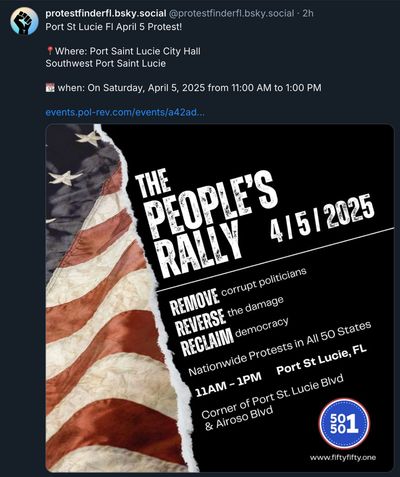 protestfinderfl.bsky.social @protestfinderfl.bsky.social · 2h
Port St Lucie Fl April 5 Protest!
📍Where: Port Saint Lucie City Hall
Southwest Port Saint Lucie
📆 when: On Saturday, April 5, 2025 from 11:00 AM to 1:00 PM
events.pol-rev.com/events/a42ad...
THE
PEOPLE'S
RALLY 4/5/2025
REMOVE corrupt politicians
REVERSE the damage
RECLAIM democracy
Nationwide Protests in All 50 States
11AM – 1PM Port St Lucie, FL
Corner of Port St. Lucie Blvd
& Airoso Blvd
50
50
1
www.fiftyfifty.one